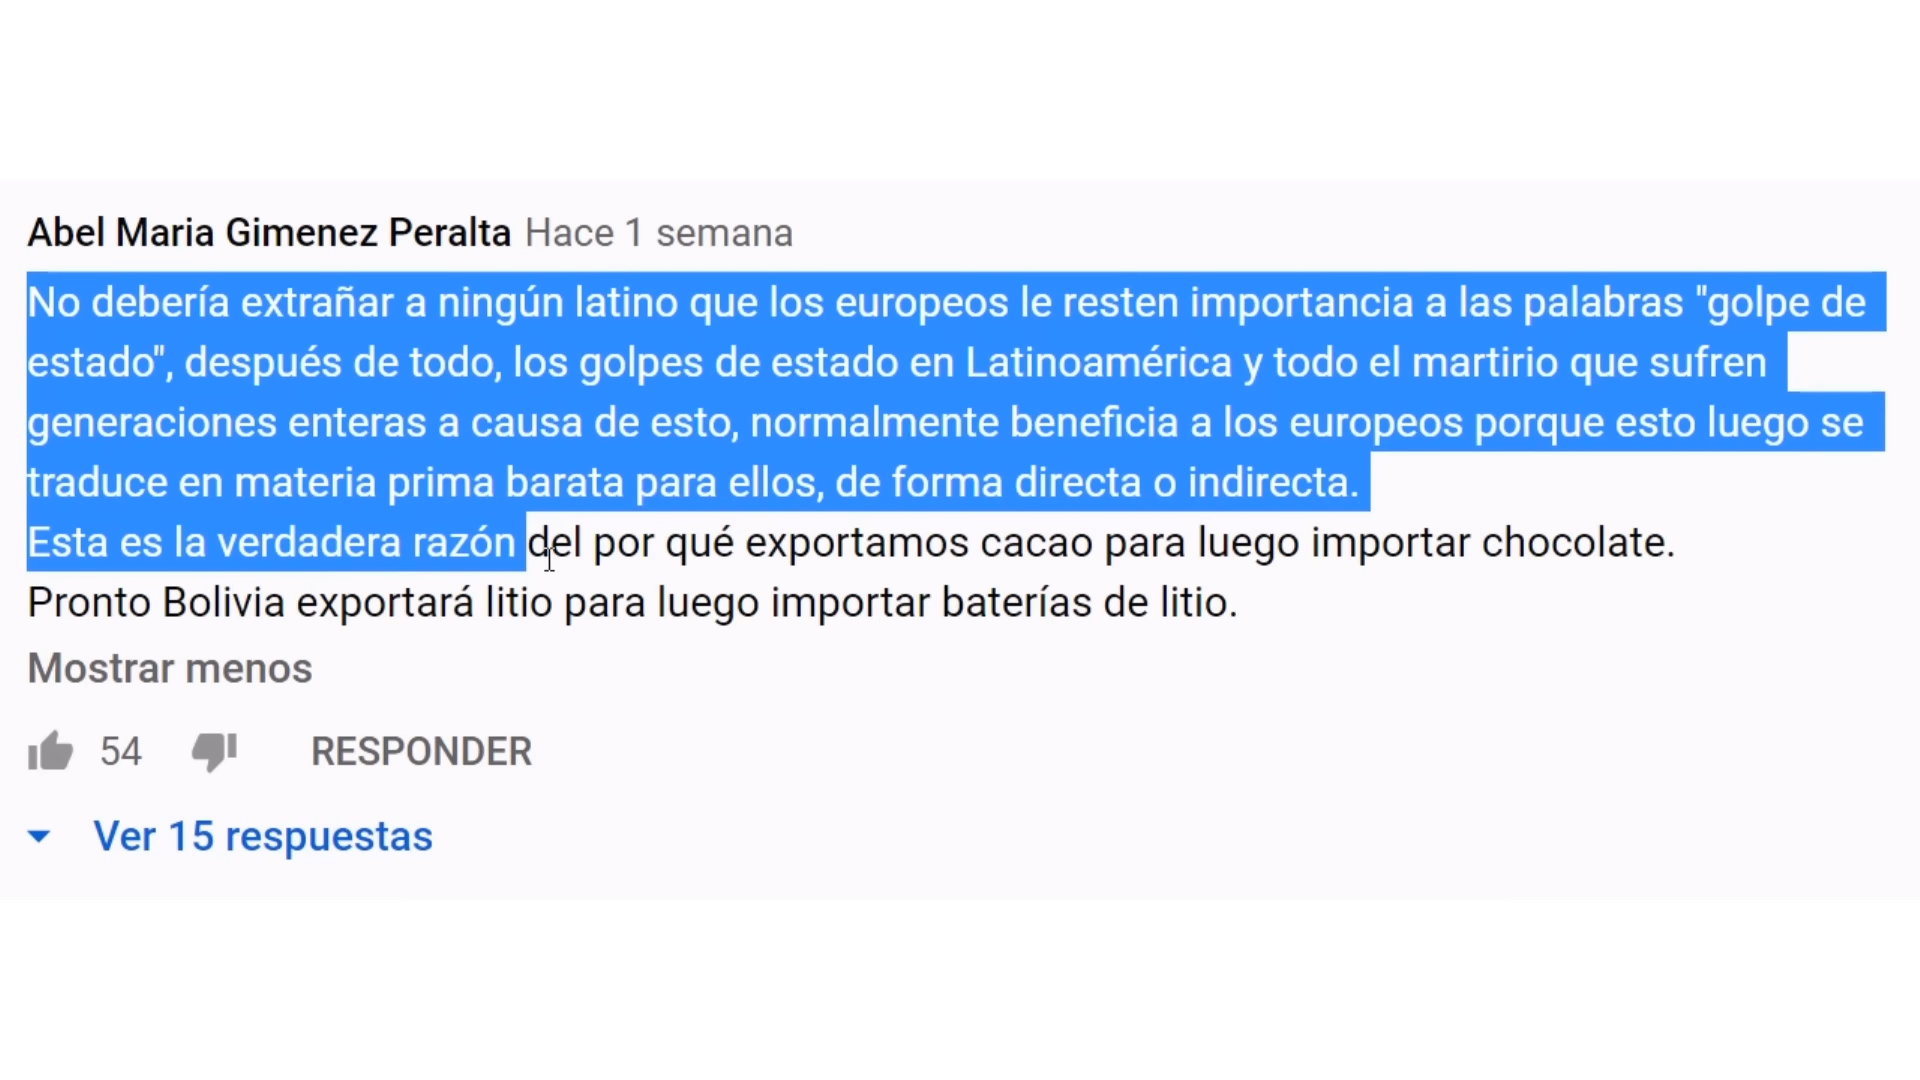 Abel Maria Gimenez Peralta Hace 1 semana
No debería extrañar a ningún latino que los europeos le resten importancia a las palabras "golpe de
estado", después de todo, los golpes de estado en Latinoamérica y todo el martirio que sufren
generaciones enteras a causa de esto, normalmente beneficia a los europeos porque esto luego se
traduce en materia prima barata para ellos, de forma directa o indirecta.
Esta es la verdadera razón del por qué exportamos cacao para luego importar chocolate.
Pronto Bolivia exportará litio para luego importar baterías de litio.
Mostrar menos
54 RESPONDER
Ver 15 respuestas